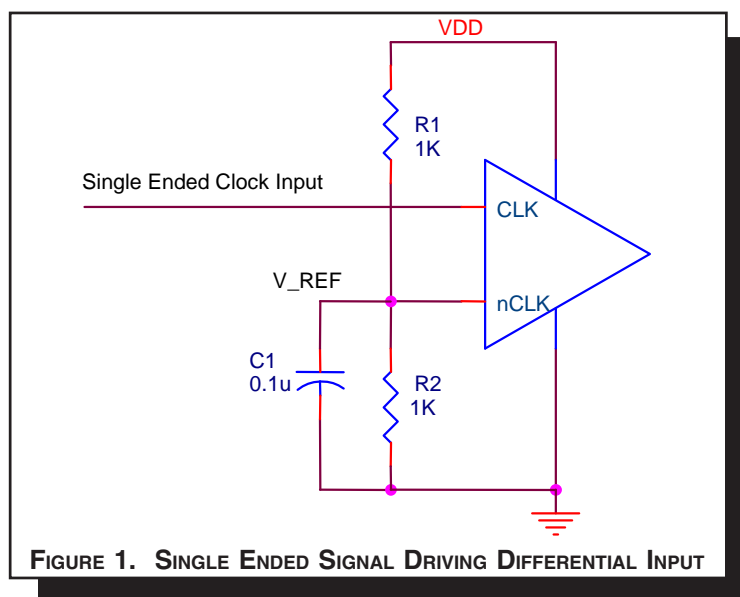 VDD
R1
1K
Single Ended Clock Input
CLK
V_REF
nCLK
C1
0.1u
R2
1K
FIGURE 1. SINGLE ENDED SIGNAL DRIVING DIFFERENTIAL INPUT